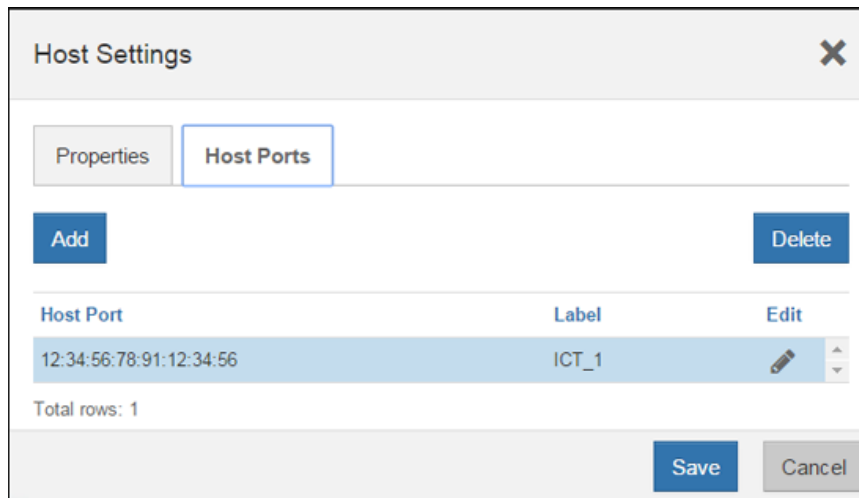 Host Settings
Properties Host Ports
Add Delete
Host Port Label Edit
12:34:56:78:91:12:34:56 ICT_1
Total rows: 1
Save Cancel